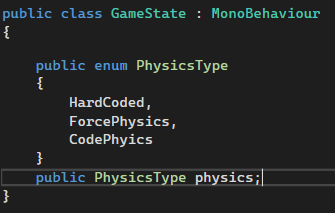 public class GameState : MonoBehaviour
{
public enum PhysicsType
{
HardCoded,
ForcePhysics,
CodePhyics
}
public PhysicsType physics;
}